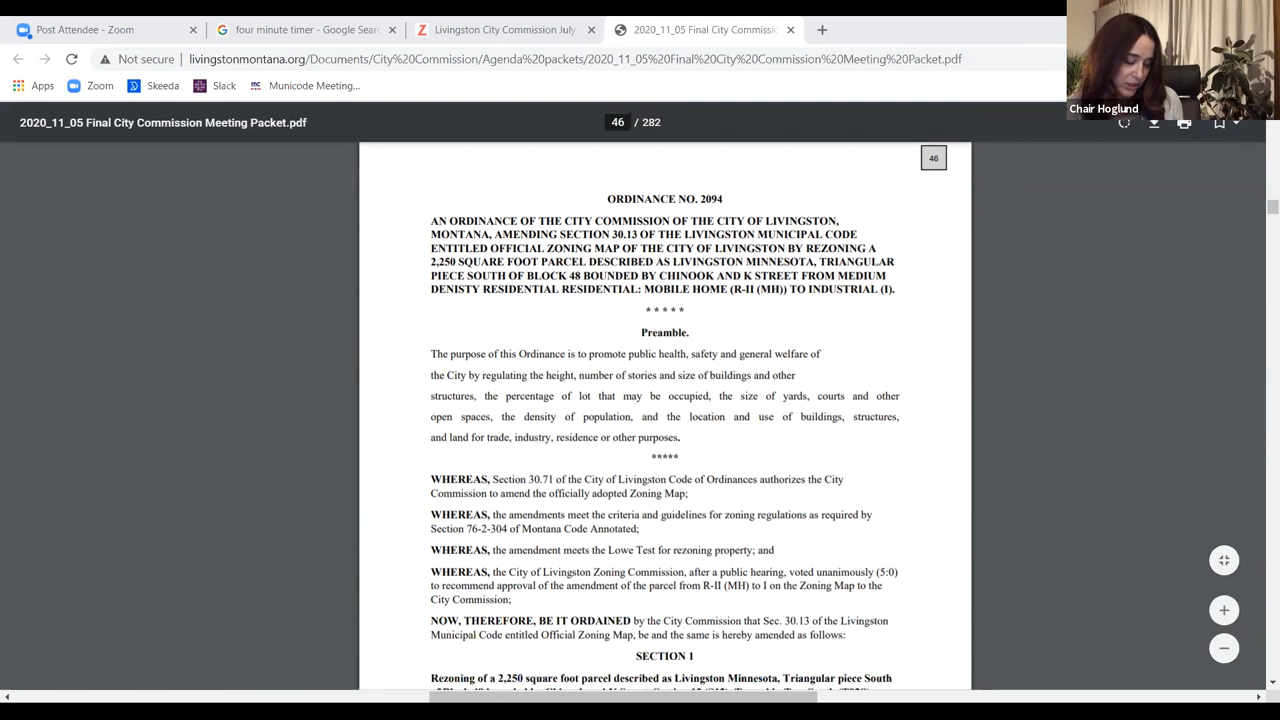 Post Attendee - Zoom
four minute timer - Google Sear
Livingston City Commission July
2020_11_05 Final City Commissio
Not secure
livingstonmontana.org/Documents/City%20Commission/Agenda%20packets/2020_11_05%20Final%20City%20Commission%20Meeting%20Packet.pdf
Apps
Zoom
Skeeda
Slack
Municode Meeting...
Chair Hoglund
2020_11_05 Final City Commission Meeting Packet.pdf
46 / 282
46
ORDINANCE NO. 2094
AN ORDINANCE OF THE CITY COMMISSION OF THE CITY OF LIVINGSTON,
MONTANA, AMENDING SECTION 30.13 OF THE LIVINGSTON MUNICIPAL CODE
ENTITLED OFFICIAL ZONING MAP OF THE CITY OF LIVINGSTON BY REZONING A
2,250 SQUARE FOOT PARCEL DESCRIBED AS LIVINGSTON MINNESOTA, TRIANGULAR
PIECE SOUTH OF BLOCK 48 BOUNDED BY CHINOOK AND K STREET FROM MEDIUM
DENISTY RESIDENTIAL RESIDENTIAL: MOBILE HOME (R-II (MH)) TO INDUSTRIAL (I).
* * * * *
Preamble.
The purpose of this Ordinance is to promote public health, safety and general welfare of
the City by regulating the height, number of stories and size of buildings and other
structures, the percentage of lot that may be occupied, the size of yards, courts and other
open spaces, the density of population, and the location and use of buildings, structures,
and land for trade, industry, residence or other purposes.
*****
WHEREAS, Section 30.71 of the City of Livingston Code of Ordinances authorizes the City
Commission to amend the officially adopted Zoning Map;
WHEREAS, the amendments meet the criteria and guidelines for zoning regulations as required by
Section 76-2-304 of Montana Code Annotated;
WHEREAS, the amendment meets the Lowe Test for rezoning property; and
WHEREAS, the City of Livingston Zoning Commission, after a public hearing, voted unanimously (5:0)
to recommend approval of the amendment of the parcel from R-II (MH) to I on the Zoning Map to the
City Commission;
NOW, THEREFORE, BE IT ORDAINED by the City Commission that Sec. 30.13 of the Livingston
Municipal Code entitled Official Zoning Map, be and the same is hereby amended as follows:
SECTION 1
Rezoning of a 2,250 square foot parcel described as Livingston Minnesota, Triangular piece South